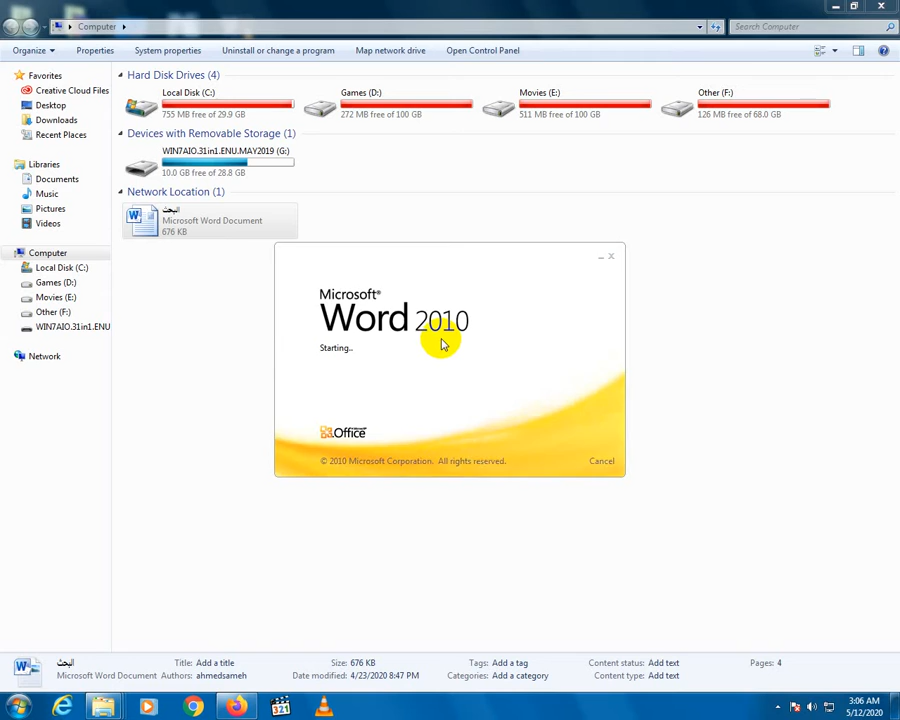 Computer
Search Computer
Organize
Properties
System properties
Uninstall or change a program
Map network drive
Open Control Panel
Favorites
Creative Cloud Files
Desktop
Downloads
Recent Places
Libraries
Documents
Music
Pictures
Videos
Computer
Local Disk (C:)
Games (D:)
Movies (E:)
Other (F:)
WIN7AIO.31in1.ENU
Network
Hard Disk Drives (4)
Local Disk (C:)
755 MB free of 29.9 GB
Games (D:)
272 MB free of 100 GB
Movies (E:)
511 MB free of 100 GB
Other (F:)
126 MB free of 68.0 GB
Devices with Removable Storage (1)
WIN7AIO.31in1.ENU.MAY2019 (G:)
10.0 GB free of 28.8 GB
Network Location (1)
البحث
Microsoft Word Document
676 KB
Microsoft®
Word 2010
Starting..
Microsoft
Office
© 2010 Microsoft Corporation. All rights reserved.
Cancel
البحث
Title: Add a title
Size: 676 KB
Tags: Add a tag
Content status: Add text
Pages: 4
Microsoft Word Document
Authors: ahmedsameh
Date modified: 4/23/2020 8:47 PM
Categories: Add a category
Content type: Add text
321
3:06 AM
5/12/2020